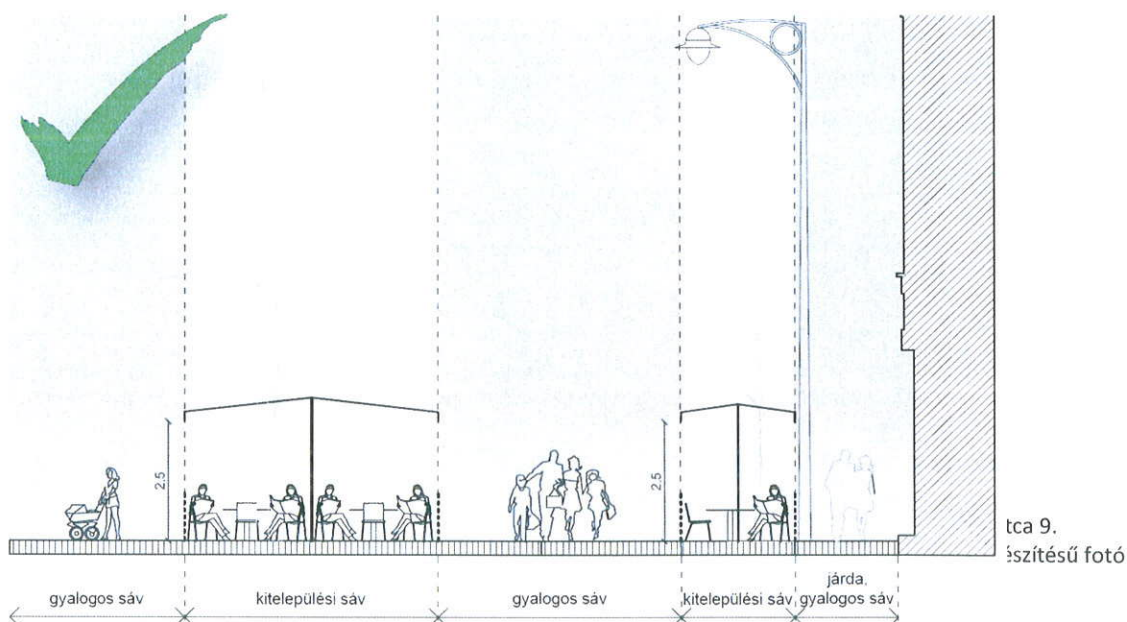 2.5
2.5
tca 9.
észítésű fotó
gyalogos sáv
kitelepülési sáv
gyalogos sáv
kitelepülési sáv
járda,
gyalogos sáv